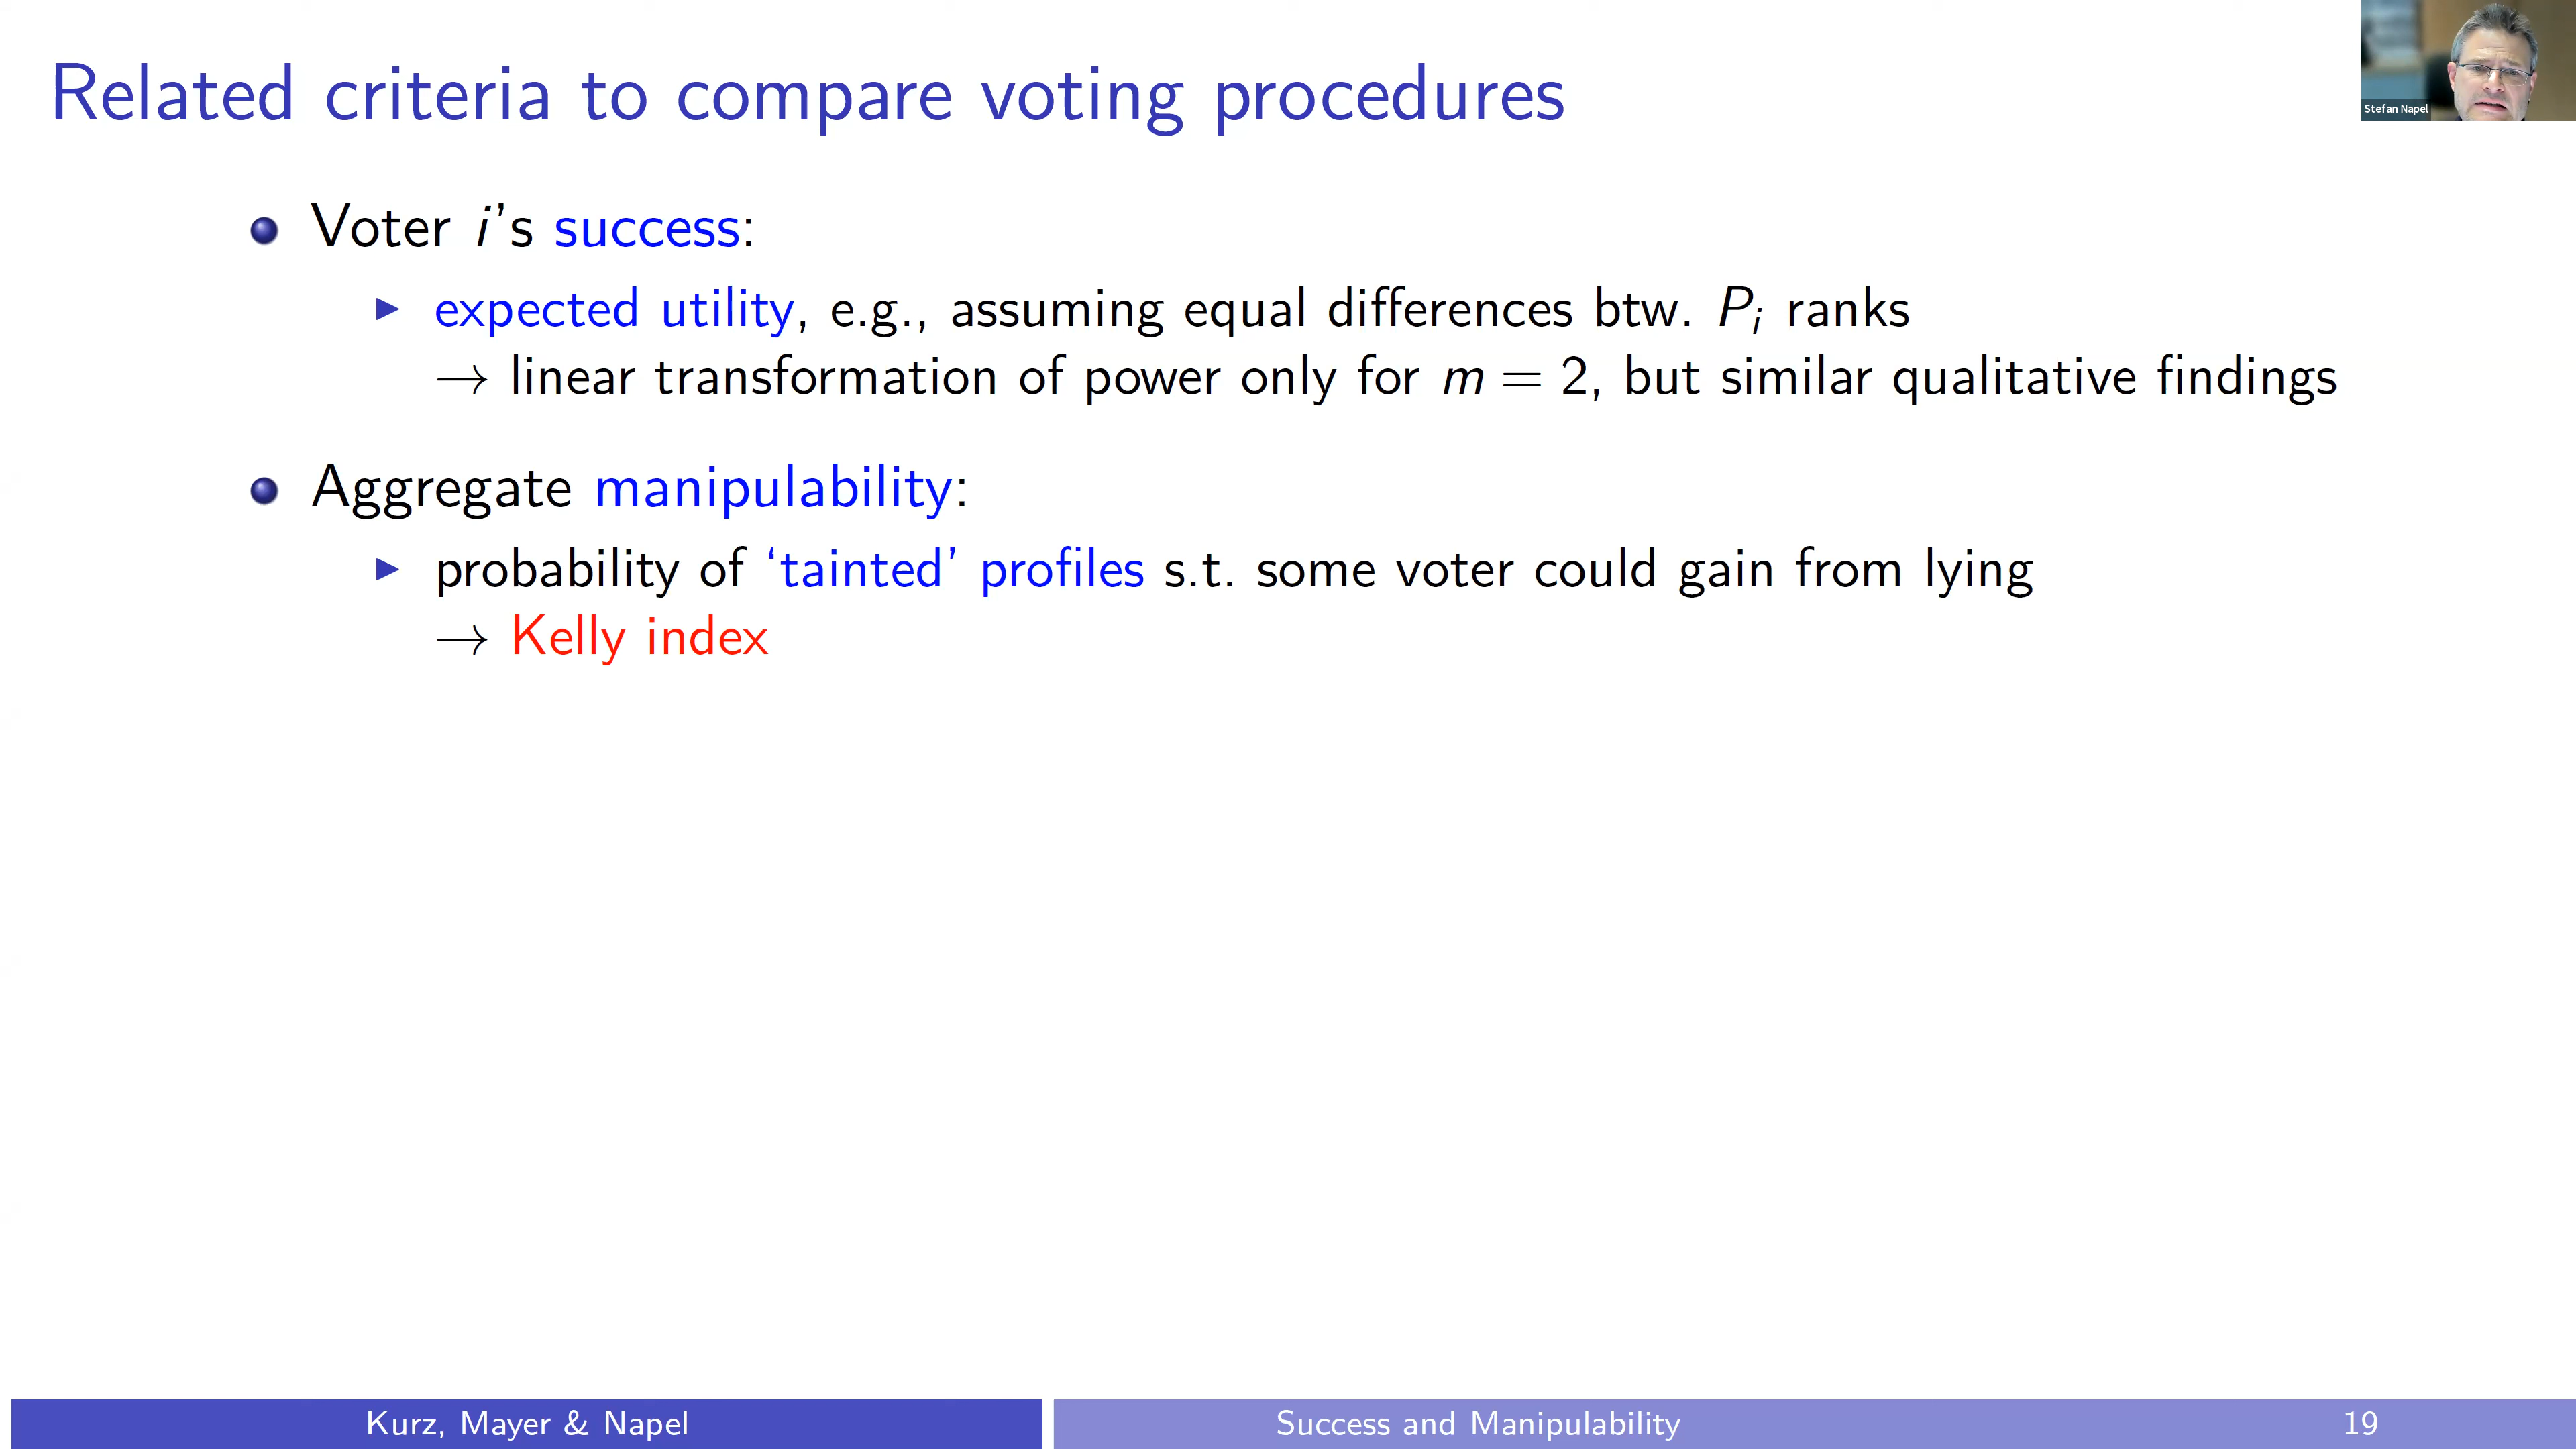 Related criteria to compare voting procedures
Stefan Napel
Voter i's success:
expected utility, e.g., assuming equal differences btw. P_i ranks
→ linear transformation of power only for m = 2, but similar qualitative findings
Aggregate manipulability:
probability of ‘tainted’ profiles s.t. some voter could gain from lying
→ Kelly index
Kurz, Mayer & Napel
Success and Manipulability
19